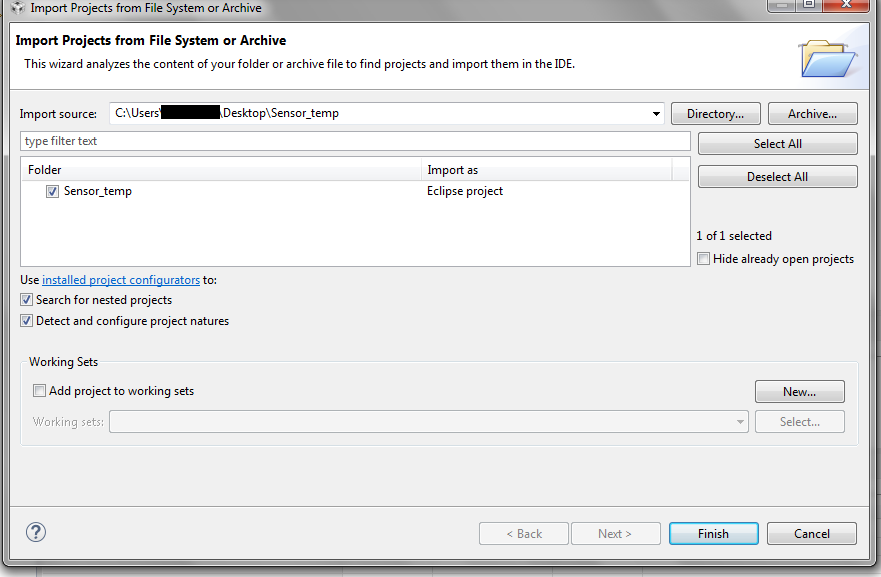 Import Projects from File System or Archive
Import Projects from File System or Archive
This wizard analyzes the content of your folder or archive file to find projects and import them in the IDE.
Import source: C:\Users\ \Desktop\Sensor_temp Directory... Archive...
type filter text Select All
Folder Import as
Deselect All
Sensor_temp Eclipse project
1 of 1 selected
Hide already open projects
Use installed project configurators to:
Search for nested projects
Detect and configure project natures
Working Sets
Add project to working sets New...
Working sets: Select...
? < Back Next > Finish Cancel